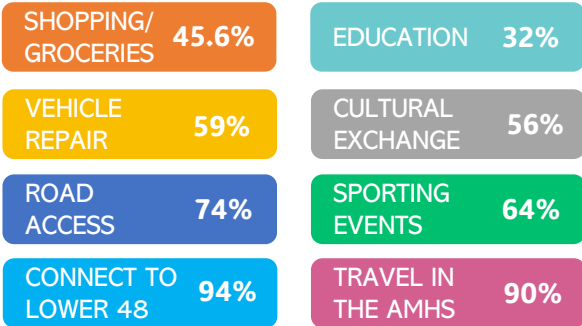 SHOPPING/
GROCERIES 45.6%
EDUCATION 32%
VEHICLE
REPAIR 59%
CULTURAL
EXCHANGE 56%
ROAD
ACCESS 74%
SPORTING
EVENTS 64%
CONNECT TO
LOWER 48 94%
TRAVEL IN
THE AMHS 90%